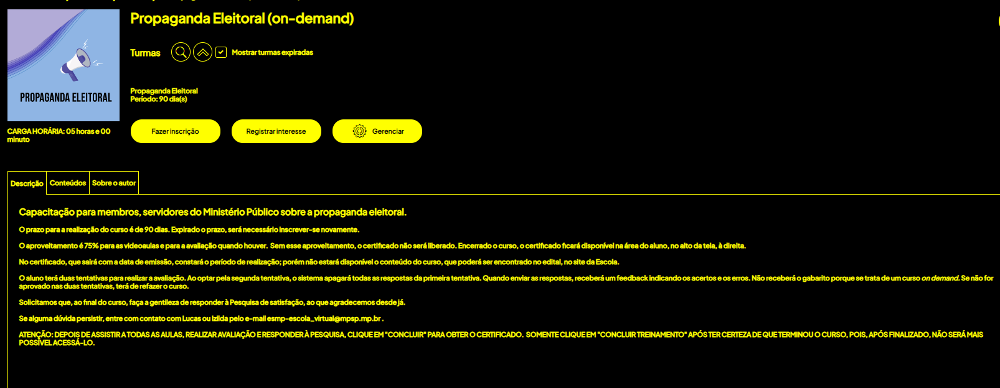 Propaganda Eleitoral (on-demand)
Turmas
Mostrar turmas expiradas
PROPAGANDA ELEITORAL
Propaganda Eleitoral
Período: 90 dia(s)
CARGA HORÁRIA: 05 horas e 00
minuto
Fazer inscrição
Registrar interesse
Gerenciar
Descrição
Conteúdos
Sobre o autor
Capacitação para membros, servidores do Ministério Público sobre a propaganda eleitoral.
O prazo para a realização do curso é de 90 dias. Expirado o prazo, será necessário inscrever-se novamente.
O aproveitamento é 75% para as videoaulas e para a avaliação quando houver. Sem esse aproveitamento, o certificado não será liberado. Encerrado o curso, o certificado ficará disponível na área do aluno, no alto da tela, à direita.
No certificado, que sairá com a data de emissão, constará o período de realização; porém não estará disponível o conteúdo do curso, que poderá ser encontrado no edital, no site da Escola.
O aluno terá duas tentativas para realizar a avaliação. Ao optar pela segunda tentativa, o sistema apagará todas as respostas da primeira tentativa. Quando enviar as respostas, receberá um feedback indicando os acertos e os erros. Não receberá o gabarito porque se trata de um curso on demand. Se não for
aprovado nas duas tentativas, terá de refazer o curso.
Solicitamos que, ao final do curso, faça a gentileza de responder à Pesquisa de satisfação, ao que agradecemos desde já.
Se alguma dúvida persistir, entre com contato com Lucas ou Izilda pelo e-mail esmp-escola_virtual@mpsp.mp.br .
ATENÇÃO: DEPOIS DE ASSISTIR A TODAS AS AULAS, REALIZAR AVALIAÇÃO E RESPONDER À PESQUISA, CLIQUE EM "CONCLUIR" PARA OBTER O CERTIFICADO. SOMENTE CLIQUE EM "CONCLUIR TREINAMENTO" APÓS TER CERTEZA DE QUE TERMINOU O CURSO, POIS, APÓS FINALIZADO, NÃO SERÁ MAIS
POSSÍVEL ACESSÁ-LO.